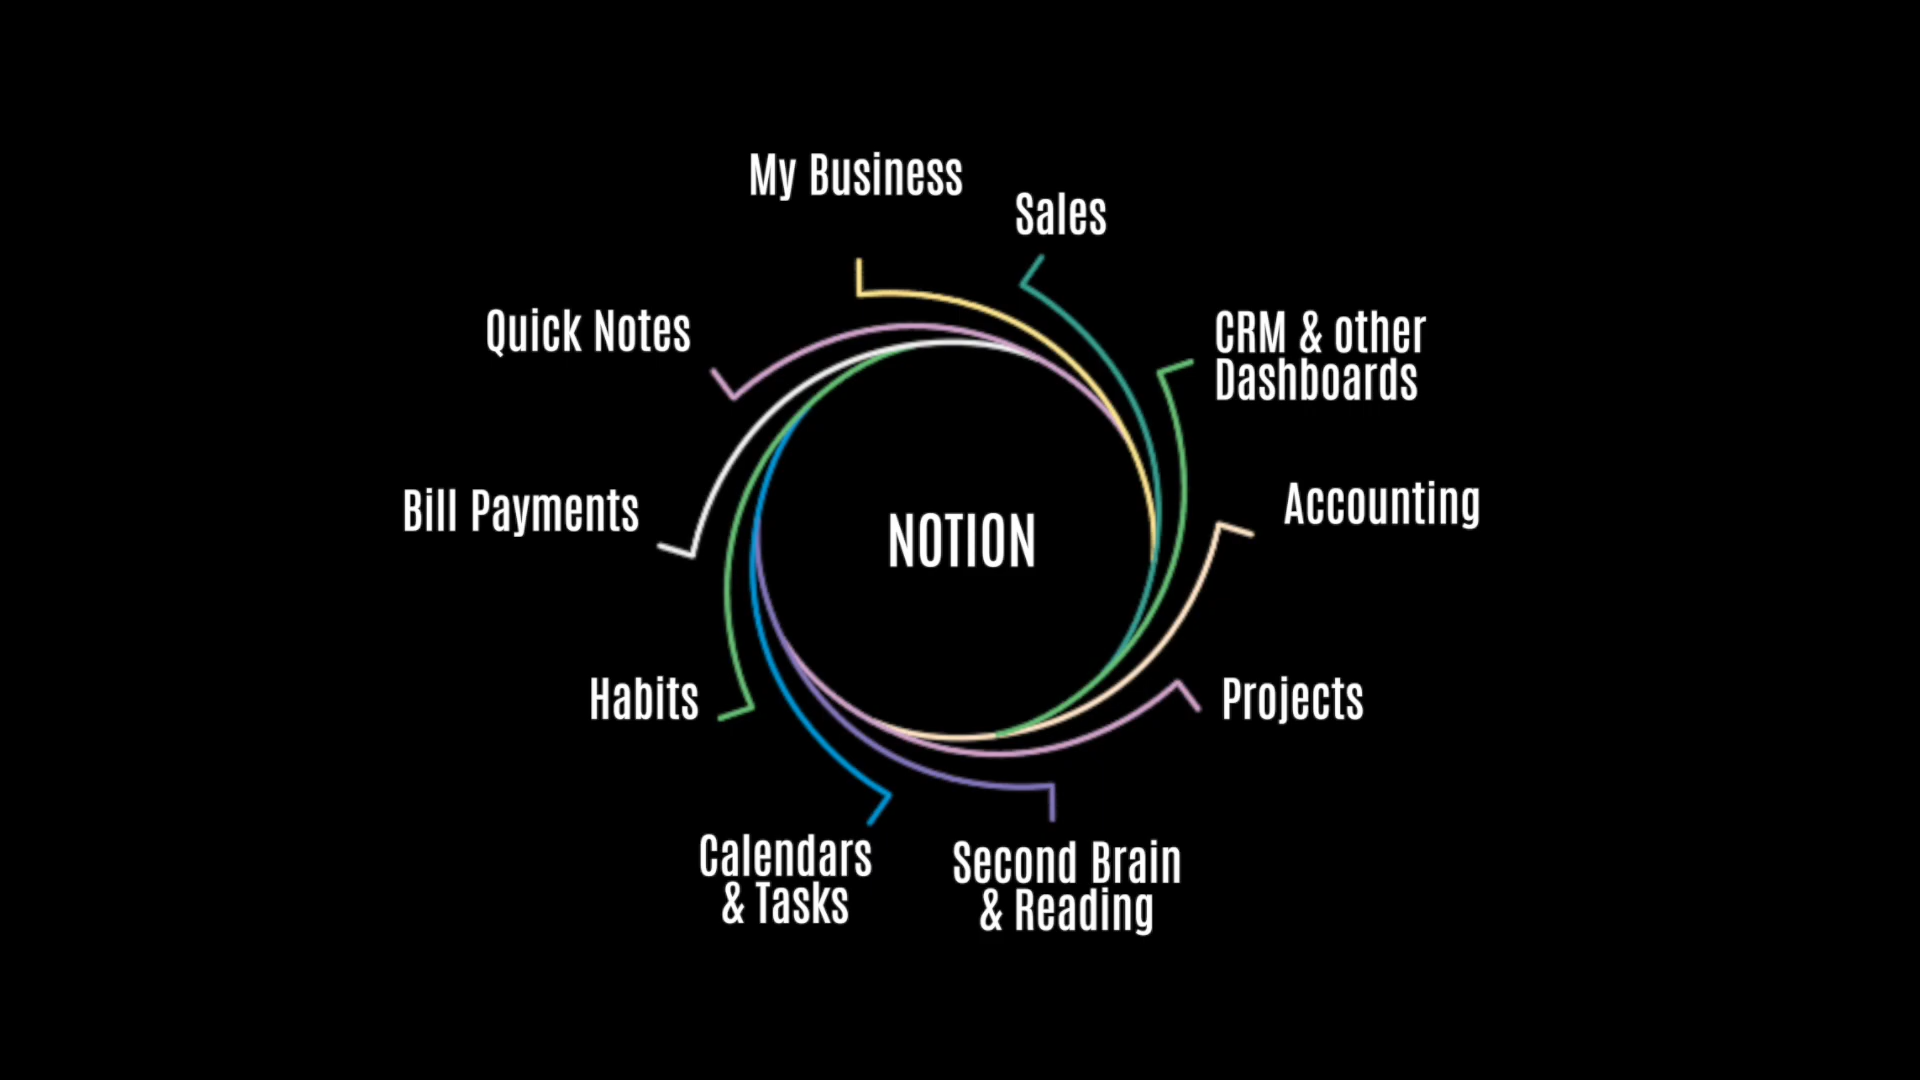 My Business
Sales
Quick Notes
CRM & other
Dashboards
Bill Payments
Accounting
NOTION
Habits
Projects
Calendars
& Tasks
Second Brain
& Reading